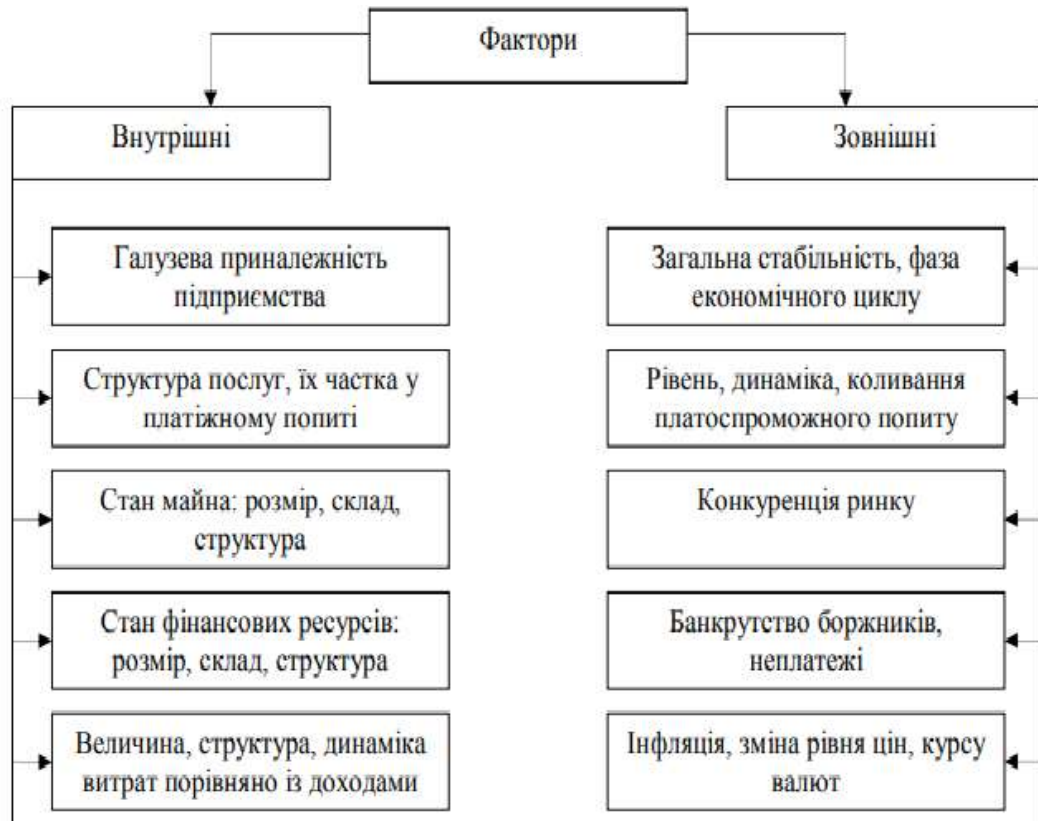 Фактори
Внутрішні
Зовнішні
Галузева приналежність
підприємства
Структура послуг, їх частка у
платіжному попиті
Стан майна: розмір, склад,
структура
Стан фінансових ресурсів:
розмір, склад, структура
Величина, структура, динаміка
витрат порівняно із доходами
Загальна стабільність, фаза
економічного циклу
Рівень, динаміка, коливання
платоспроможного попиту
Конкуренція ринку
Банкрутство боржників,
неплатежі
Інфляція, зміна рівня цін, курсу
валют